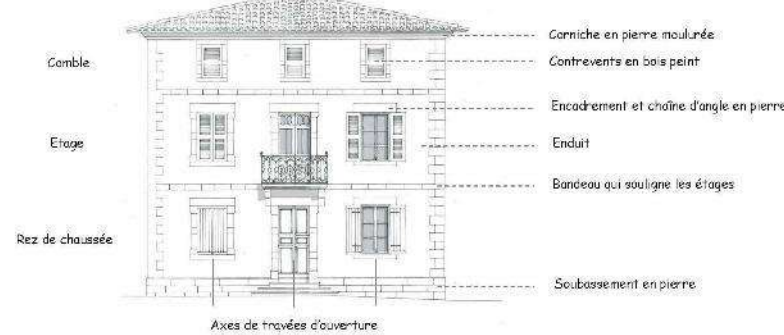 Corniche en pierre moulurée
Comble
Contrevents en bois peint
Encadrement et chaîne d'angle en pierre
Etage
Enduit
Bandeau qui souligne les étages
Rez de chaussée
Soubassement en pierre
Axes de travées d'ouverture